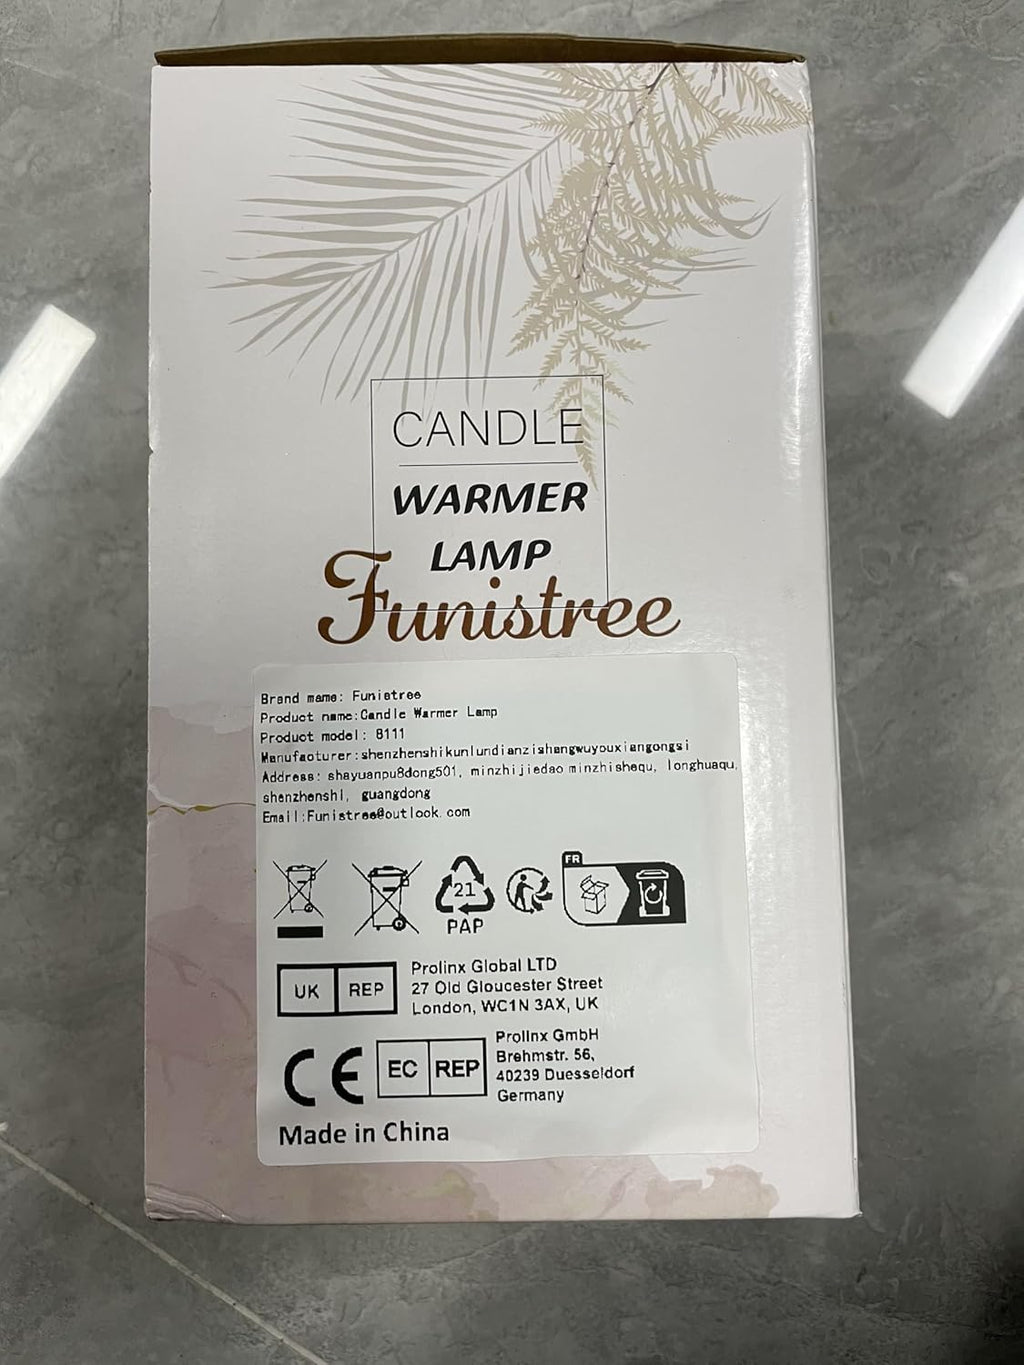 CANDLE
WARMER
LAMP
Funistree
Brand mame: Funistree
Product name:Candle Warmer Lamp
Product model: 8111
Manufacturer:shenzhenshikunlundianzishangwuyouxiangongsi
Address: shayuanpu8dong501, minzhijiedao minzhishequ, longhuaqu,
shenzhenshi, guangdong
Email:Funistree@outlook.com
21
PAP
FR
UK REP
Prolinx Global LTD
27 Old Gloucester Street
London, WC1N 3AX, UK
CE EC REP
Prolinx GmbH
Brehmstr. 56,
40239 Duesseldorf
Germany
Made in China